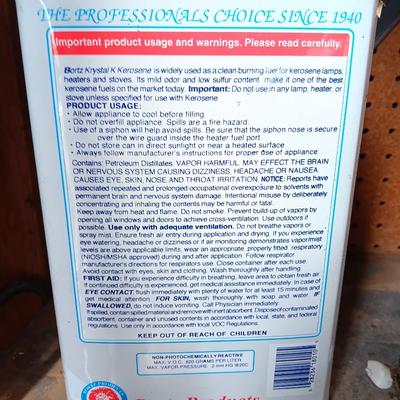 THE PROFESSIONALS CHOICE SINCE 1940
Important product usage and warnings. Please read carefully.
Bortz Krystal K Kerosene is widely used as a clean burning fuel for kerosene lamps,
heaters and stoves. Its mild odor and low sulfur content make it one of the best
kerosene fuels on the market today. Important: Do not use in any lamp, heater, or
stove unless specified for use with Kerosene
PRODUCT USAGE:
• Allow appliance to cool before filling.
• Do not overfill appliance. Spills are a fire hazard.
• Use of a siphon will help avoid spills. Be sure that the siphon nose is secure
over the wire guard inside the heater fuel port
• Do not store can in direct sunlight or near a heated surface
• Always follow manufacturer's instructions for proper use of appliance.
Contains: Petroleum Distillates. VAPOR HARMFUL. MAY EFFECT THE BRAIN
OR NERVOUS SYSTEM CAUSING DIZZINESS, HEADACHE OR NAUSEA
CAUSES EYE, SKIN, NOSE AND THROAT IRRITATION. NOTICE: Reports have
associated repeated and prolonged occupational overexposure to solvents with
permanent brain and nervous system damage. Intentional misuse by deliberately
concentrating and inhaling the contents may be harmful or fatal.
Keep away from heat and flame. Do not smoke. Prevent build-up of vapors by
opening all windows and doors to achieve cross-ventilation. Use outdoors if
possible. Use only with adequate ventilation. Do not breathe vapors or
spray mist. Ensure fresh air entry during application and drying. If you experience
eye watering, headache or dizziness or if air monitoring demonstrates vapor/mist
levels are above applicable limits, wear an appropriate, properly fitted respirator
(NIOSH/MSHA approved) during and after application. Follow respirator
manufacturer's directions for respirators use. Close container after each use.
Avoid contact with eyes, skin and clothing. Wash thoroughly after handling.
FIRST AID: If you experience difficulty in breathing, leave area to obtain fresh air
If continued difficulty is experienced, get medical assistance immediately. In case of
EYE CONTACT, flush immediately with plenty of water for at least 15 minutes and
get medical attention FOR SKIN, wash thoroughly with soap and water IF
SWALLOWED, do not induce vomiting. Call Physician immediately.
If spilled, contain spilled material and remove with inert absorbent. Dispose of contaminated
absorbent, container and unused contents in accordance with local, state, and federal
regulations. Use only in accordance with local VOC Regulations.
KEEP OUT OF REACH OF CHILDREN
NON-PHOTOCHEMICALLY REACTIVE
MAX. V.O.C. 820 GRAMS PER LITER
MAX. VAPOR PRESSURE 2 mm HG @20C
Products